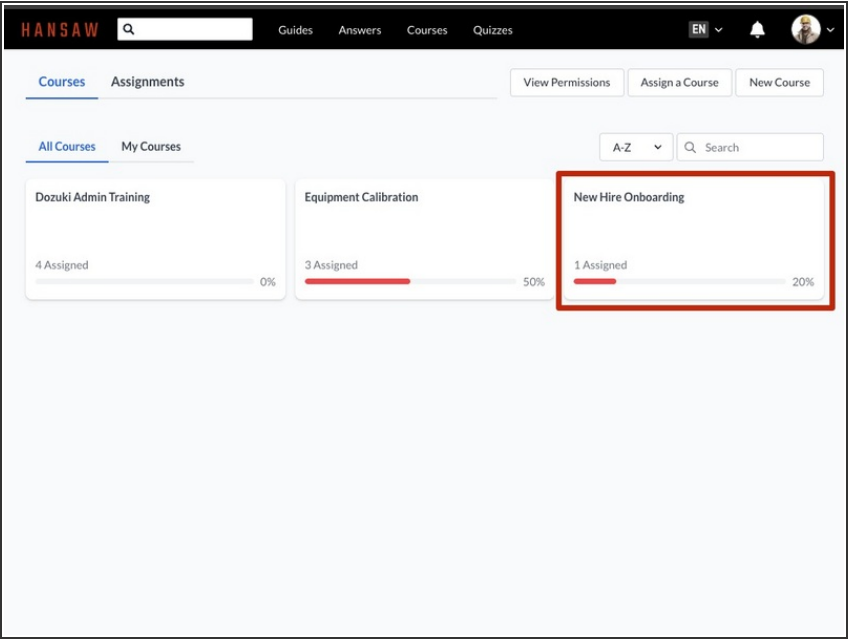 HANSAW Guides Answers Courses Quizzes EN
Courses Assignments View Permissions Assign a Course New Course
All Courses My Courses A-Z Search
Dozuki Admin Training Equipment Calibration New Hire Onboarding
4 Assigned 3 Assigned 1 Assigned
0% 50% 20%